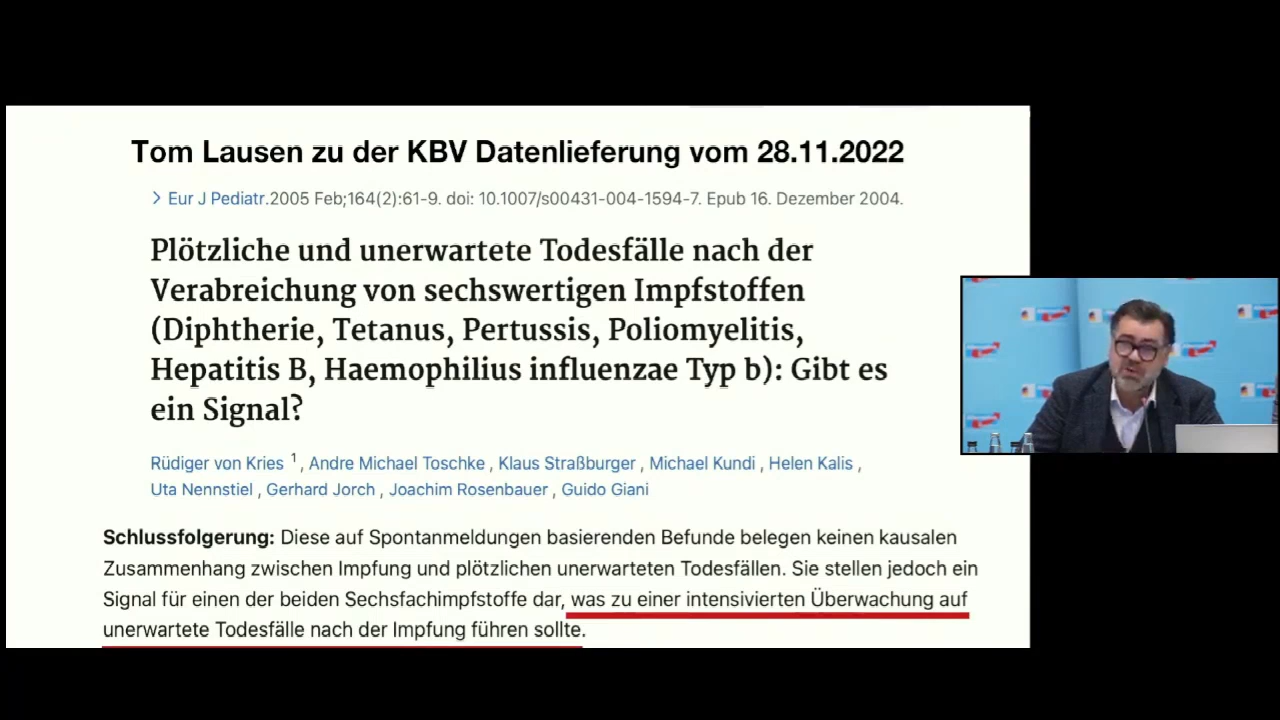 Tom Lausen zu der KBV Datenlieferung vom 28.11.2022
> Eur J Pediatr.2005 Feb;164(2):61-9. doi: 10.1007/s00431-004-1594-7. Epub 16. Dezember 2004.
Plötzliche und unerwartete Todesfälle nach der
Verabreichung von sechswertigen Impfstoffen
(Diphtherie, Tetanus, Pertussis, Poliomyelitis,
Hepatitis B, Haemophilius influenzae Typ b): Gibt es
ein Signal?
Rüdiger von Kries 1 , Andre Michael Toschke , Klaus Straßburger , Michael Kundi , Helen Kalis ,
Uta Nennstiel , Gerhard Jorch , Joachim Rosenbauer , Guido Giani
Schlussfolgerung: Diese auf Spontanmeldungen basierenden Befunde belegen keinen kausalen
Zusammenhang zwischen Impfung und plötzlichen unerwarteten Todesfällen. Sie stellen jedoch ein
Signal für einen der beiden Sechsfachimpfstoffe dar, was zu einer intensivierten Überwachung auf
unerwartete Todesfälle nach der Impfung führen sollte.